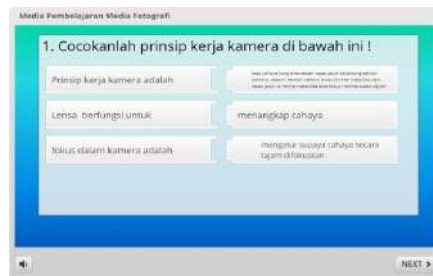 Media Pembelajaran Media Fotografi
1. Cocokanlah prinsip kerja kamera di bawah ini !
Prinsip kerja kamera adalah
Lensa berfungsi untuk
menangkap cahaya
fokus dalam kamera adalah
mengatur supaya cahaya secara
tajam difokuskan
NEXT >